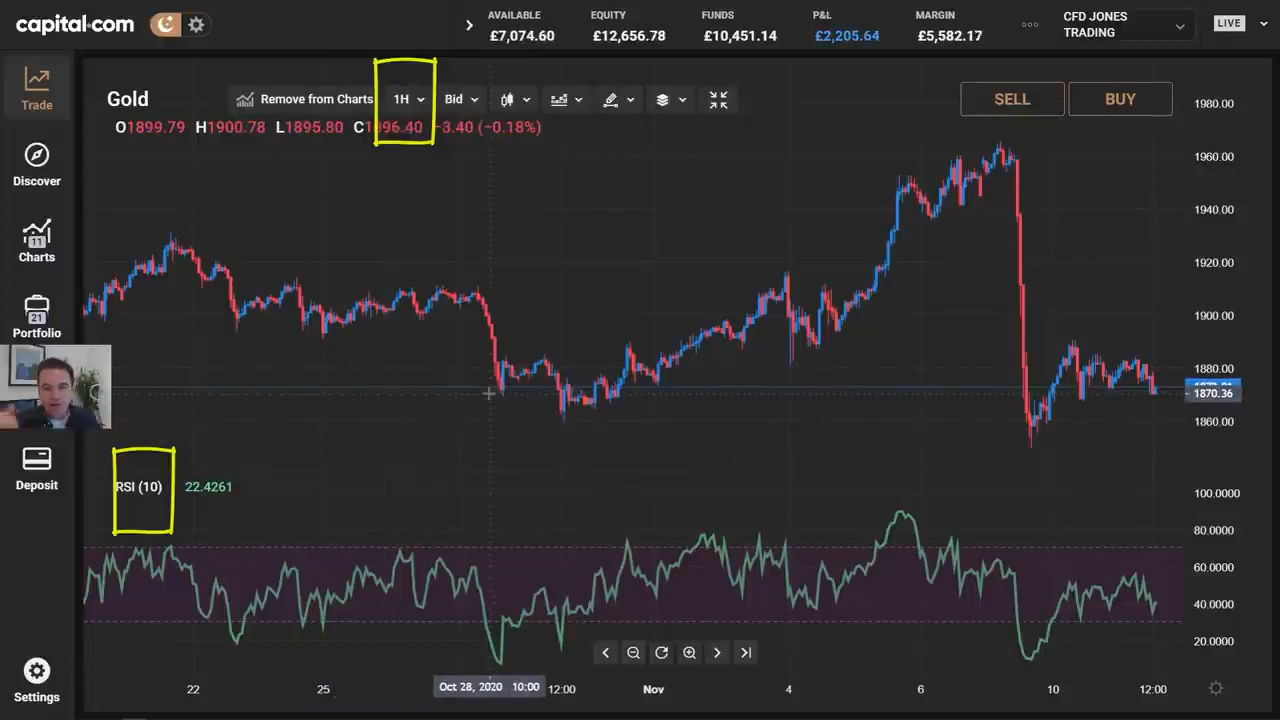 capital.com
AVAILABLE EQUITY FUNDS P&L MARGIN
£7,074.60 £12,656.78 £10,451.14 £2,205.64 £5,582.17
CFD JONES
TRADING
LIVE
Trade
Discover
11
Charts
21
Portfolio
Deposit
Settings
Gold
Remove from Charts
1H
Bid
SELL
BUY
O1899.79 H1900.78 L1895.80 C1896.40 −3.40 (−0.18%)
1980.00
1960.00
1940.00
1920.00
1900.00
1880.00
1870.36
1860.00
RSI (10) 22.4261
100.0000
80.0000
60.0000
40.0000
20.0000
22 25 Oct 28, 2020 10:00 12:00 Nov 4 6 10 12:00